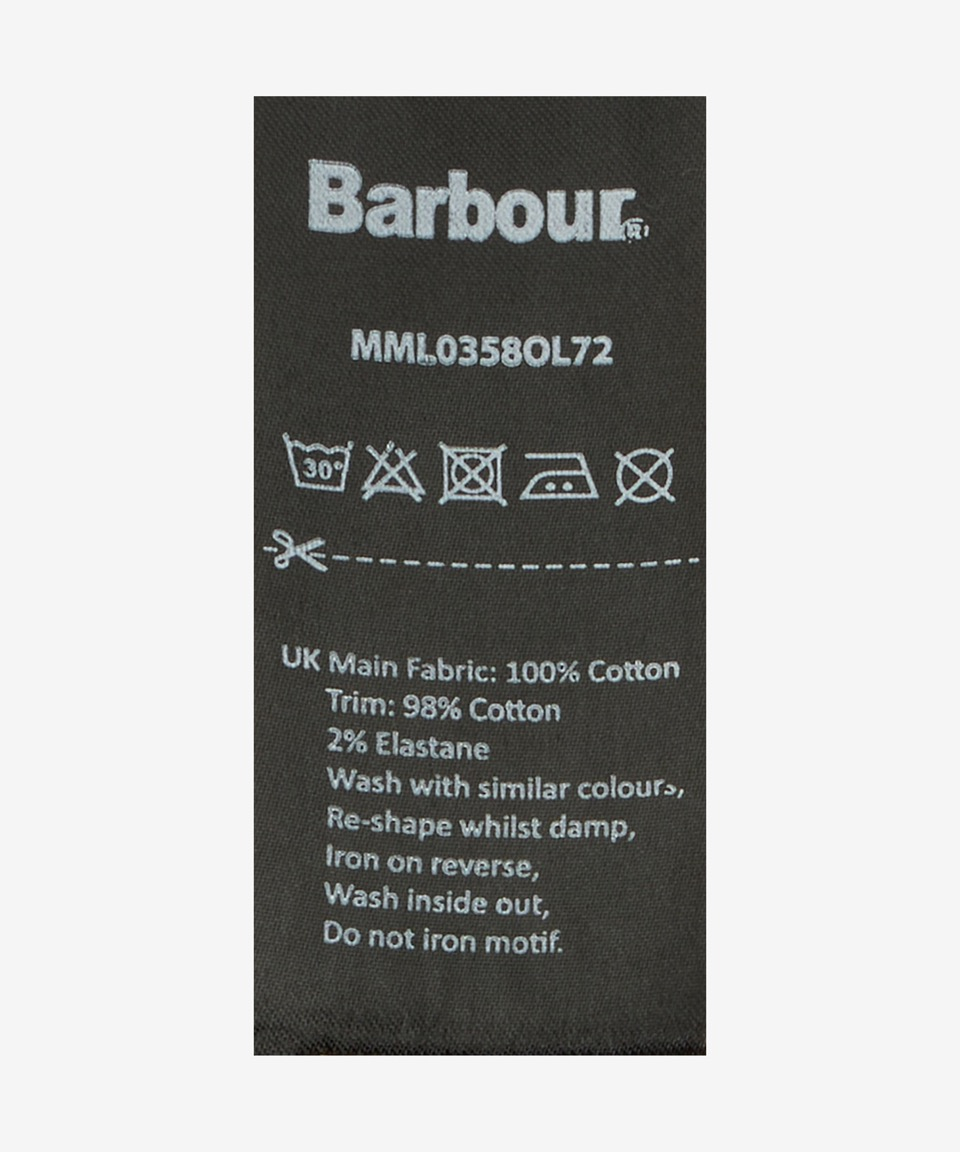 Barbour®
MML0358OL72
30°
UK Main Fabric: 100% Cotton
Trim: 98% Cotton
2% Elastane
Wash with similar colours,
Re-shape whilst damp,
Iron on reverse,
Wash inside out,
Do not iron motif.